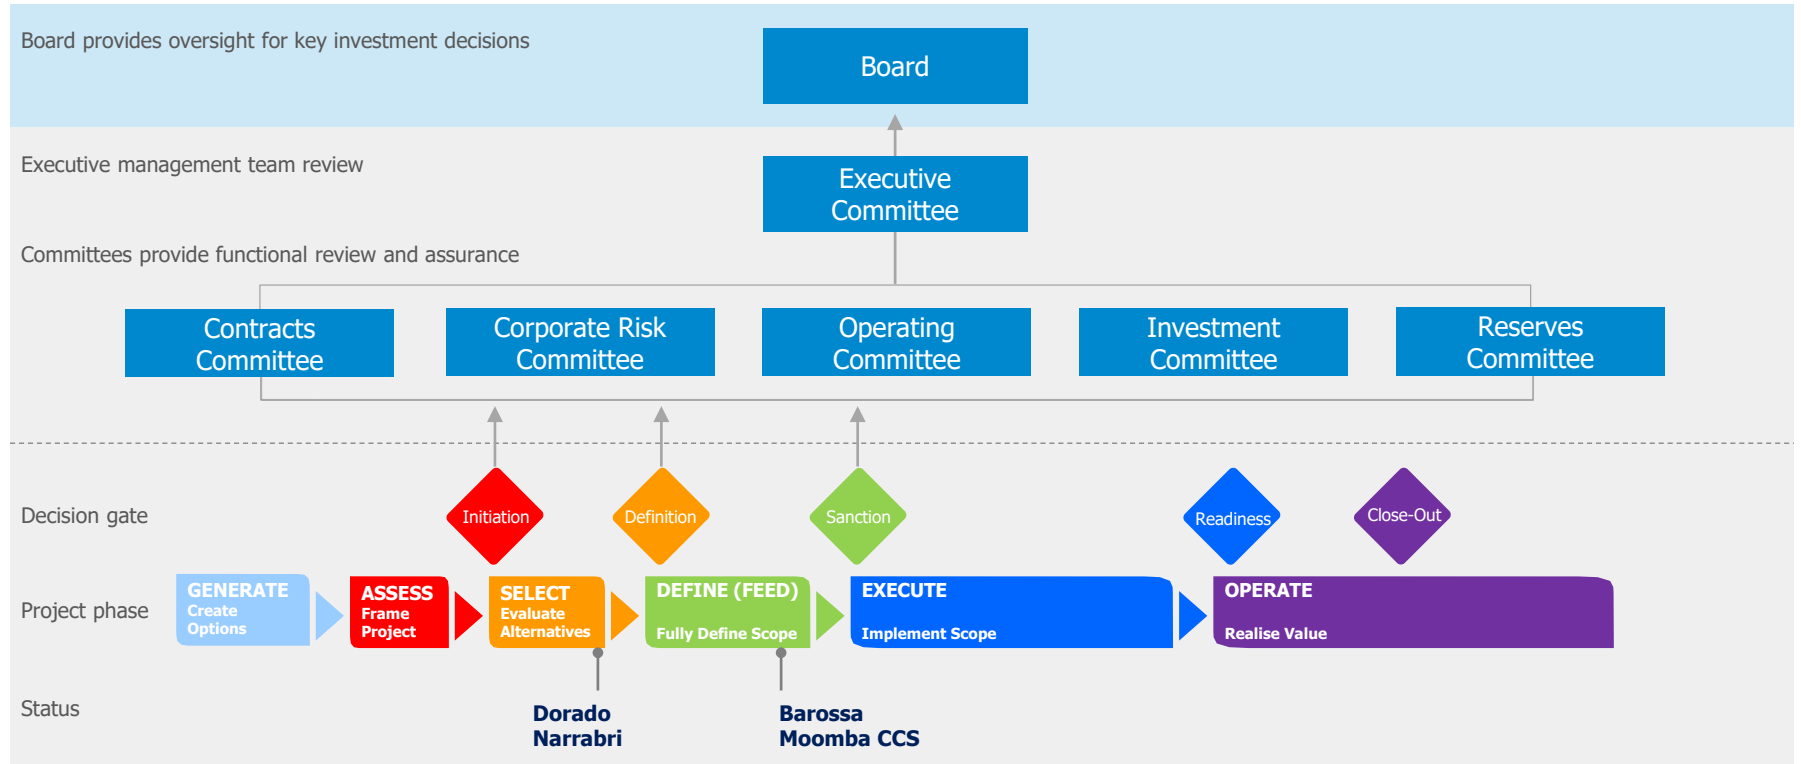 Board provides oversight for key investment decisions
Board
Executive management team review
Executive
Committee
Committees provide functional review and assurance
Contracts
Committee
Corporate Risk
Committee
Operating
Committee
Investment
Committee
Reserves
Committee
Decision gate
Initiation
Definition
Sanction
Readiness
Close-Out
Project phase
GENERATE
Create
Options
ASSESS
Frame
Project
SELECT
Evaluate
Alternatives
DEFINE (FEED)
Fully Define Scope
EXECUTE
Implement Scope
OPERATE
Realise Value
Status
Dorado
Narrabri
Barossa
Moomba CCS